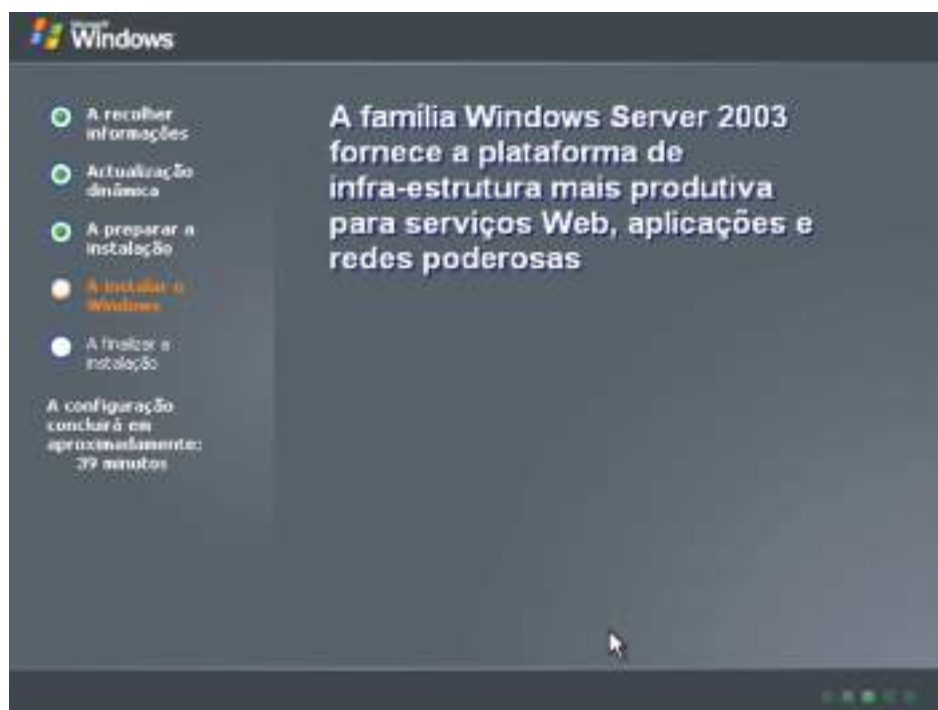 Microsoft
Windows
A recolher
informações
Actualização
dinâmica
A preparar a
instalação
A instalar o
Windows
A finalizar a
instalação
A configuração
concluirá em
aproximadamente:
39 minutos
A família Windows Server 2003
fornece a plataforma de
infra-estrutura mais produtiva
para serviços Web, aplicações e
redes poderosas